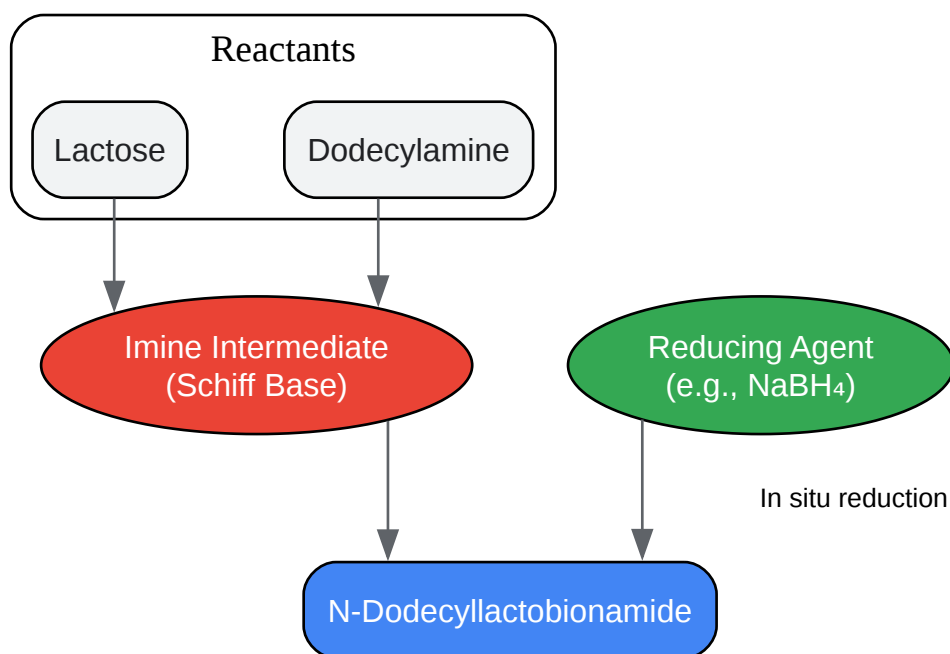 Reactants
Lactose
Dodecylamine
Imine Intermediate
(Schiff Base)
Reducing Agent
(e.g., NaBH₄)
In situ reduction
N-Dodecyllactobionamide